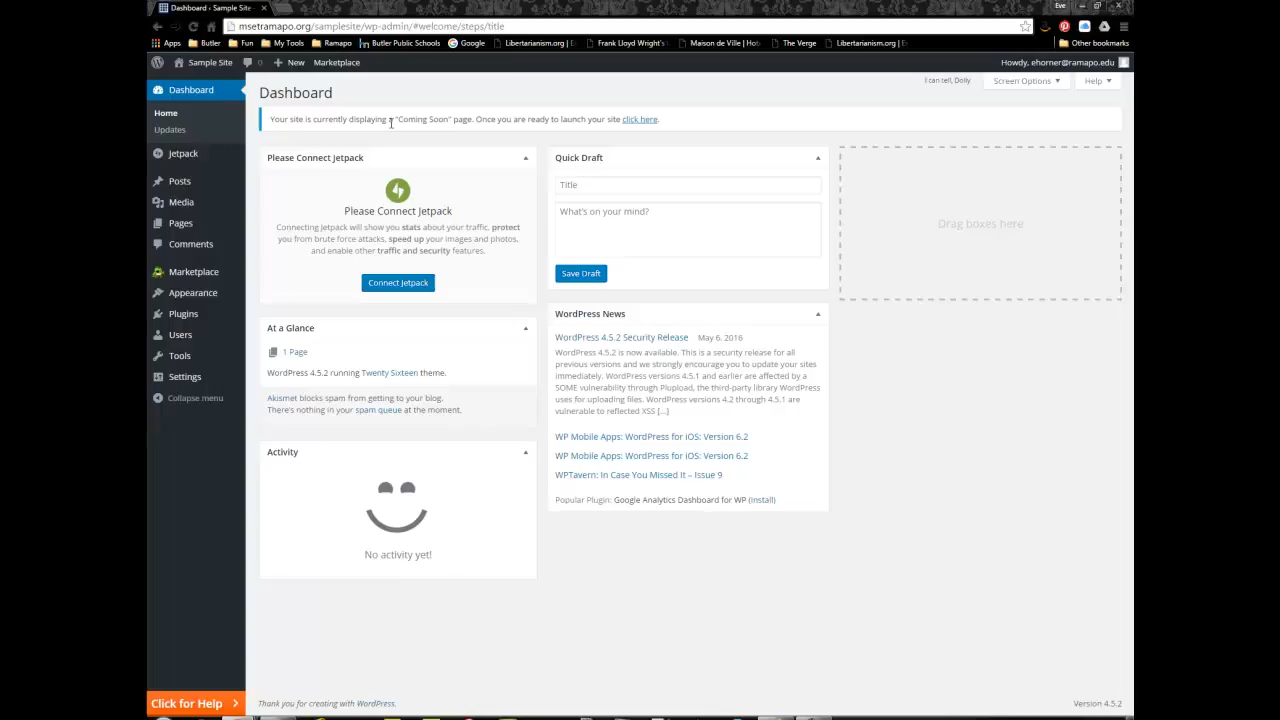 Dashboard ‹ Sample Site
Eve
msetramapo.org/samplesite/wp-admin/#welcome/steps/title
Apps Butler Fun My Tools Ramapo Butler Public Schools Google Libertarianism.org | Frank Lloyd Wright's Maison de Ville | Hot The Verge Libertarianism.org | Other bookmarks
Sample Site 0 New Marketplace Howdy, ehorner@ramapo.edu
I can tell, Dolly Screen Options Help
Dashboard
Home
Updates
Jetpack
Posts
Media
Pages
Comments
Marketplace
Appearance
Plugins
Users
Tools
Settings
Collapse menu
Click for Help
Dashboard
Your site is currently displaying a "Coming Soon" page. Once you are ready to launch your site click here.
Please Connect Jetpack
Please Connect Jetpack
Connecting Jetpack will show you stats about your traffic, protect
you from brute force attacks, speed up your images and photos,
and enable other traffic and security features.
Connect Jetpack
At a Glance
1 Page
WordPress 4.5.2 running Twenty Sixteen theme.
Akismet blocks spam from getting to your blog.
There's nothing in your spam queue at the moment.
Activity
No activity yet!
Quick Draft
Title
What's on your mind?
Save Draft
WordPress News
WordPress 4.5.2 Security Release May 6, 2016
WordPress 4.5.2 is now available. This is a security release for all
previous versions and we strongly encourage you to update your sites
immediately. WordPress versions 4.5.1 and earlier are affected by a
SOME vulnerability through Plupload, the third-party library WordPress
uses for uploading files. WordPress versions 4.2 through 4.5.1 are
vulnerable to reflected XSS […]
WP Mobile Apps: WordPress for iOS: Version 6.2
WP Mobile Apps: WordPress for iOS: Version 6.2
WPTavern: In Case You Missed It – Issue 9
Popular Plugin: Google Analytics Dashboard for WP (Install)
Drag boxes here
Thank you for creating with WordPress.
Version 4.5.2